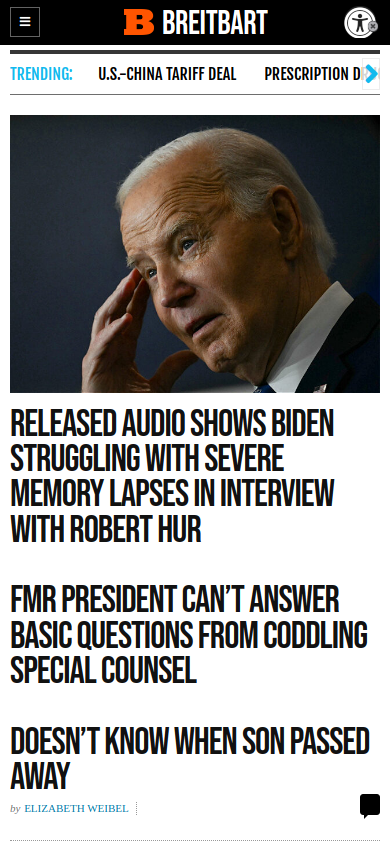 BREITBART
TRENDING:
U.S.–CHINA TARIFF DEAL
PRESCRIPTION
RELEASED AUDIO SHOWS BIDEN
STRUGGLING WITH SEVERE
MEMORY LAPSES IN INTERVIEW
WITH ROBERT HUR
FMR PRESIDENT CAN’T ANSWER
BASIC QUESTIONS FROM CODDLING
SPECIAL COUNSEL
DOESN’T KNOW WHEN SON PASSED
AWAY
by ELIZABETH WEIBEL